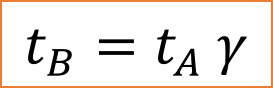 t_B = t_A γ